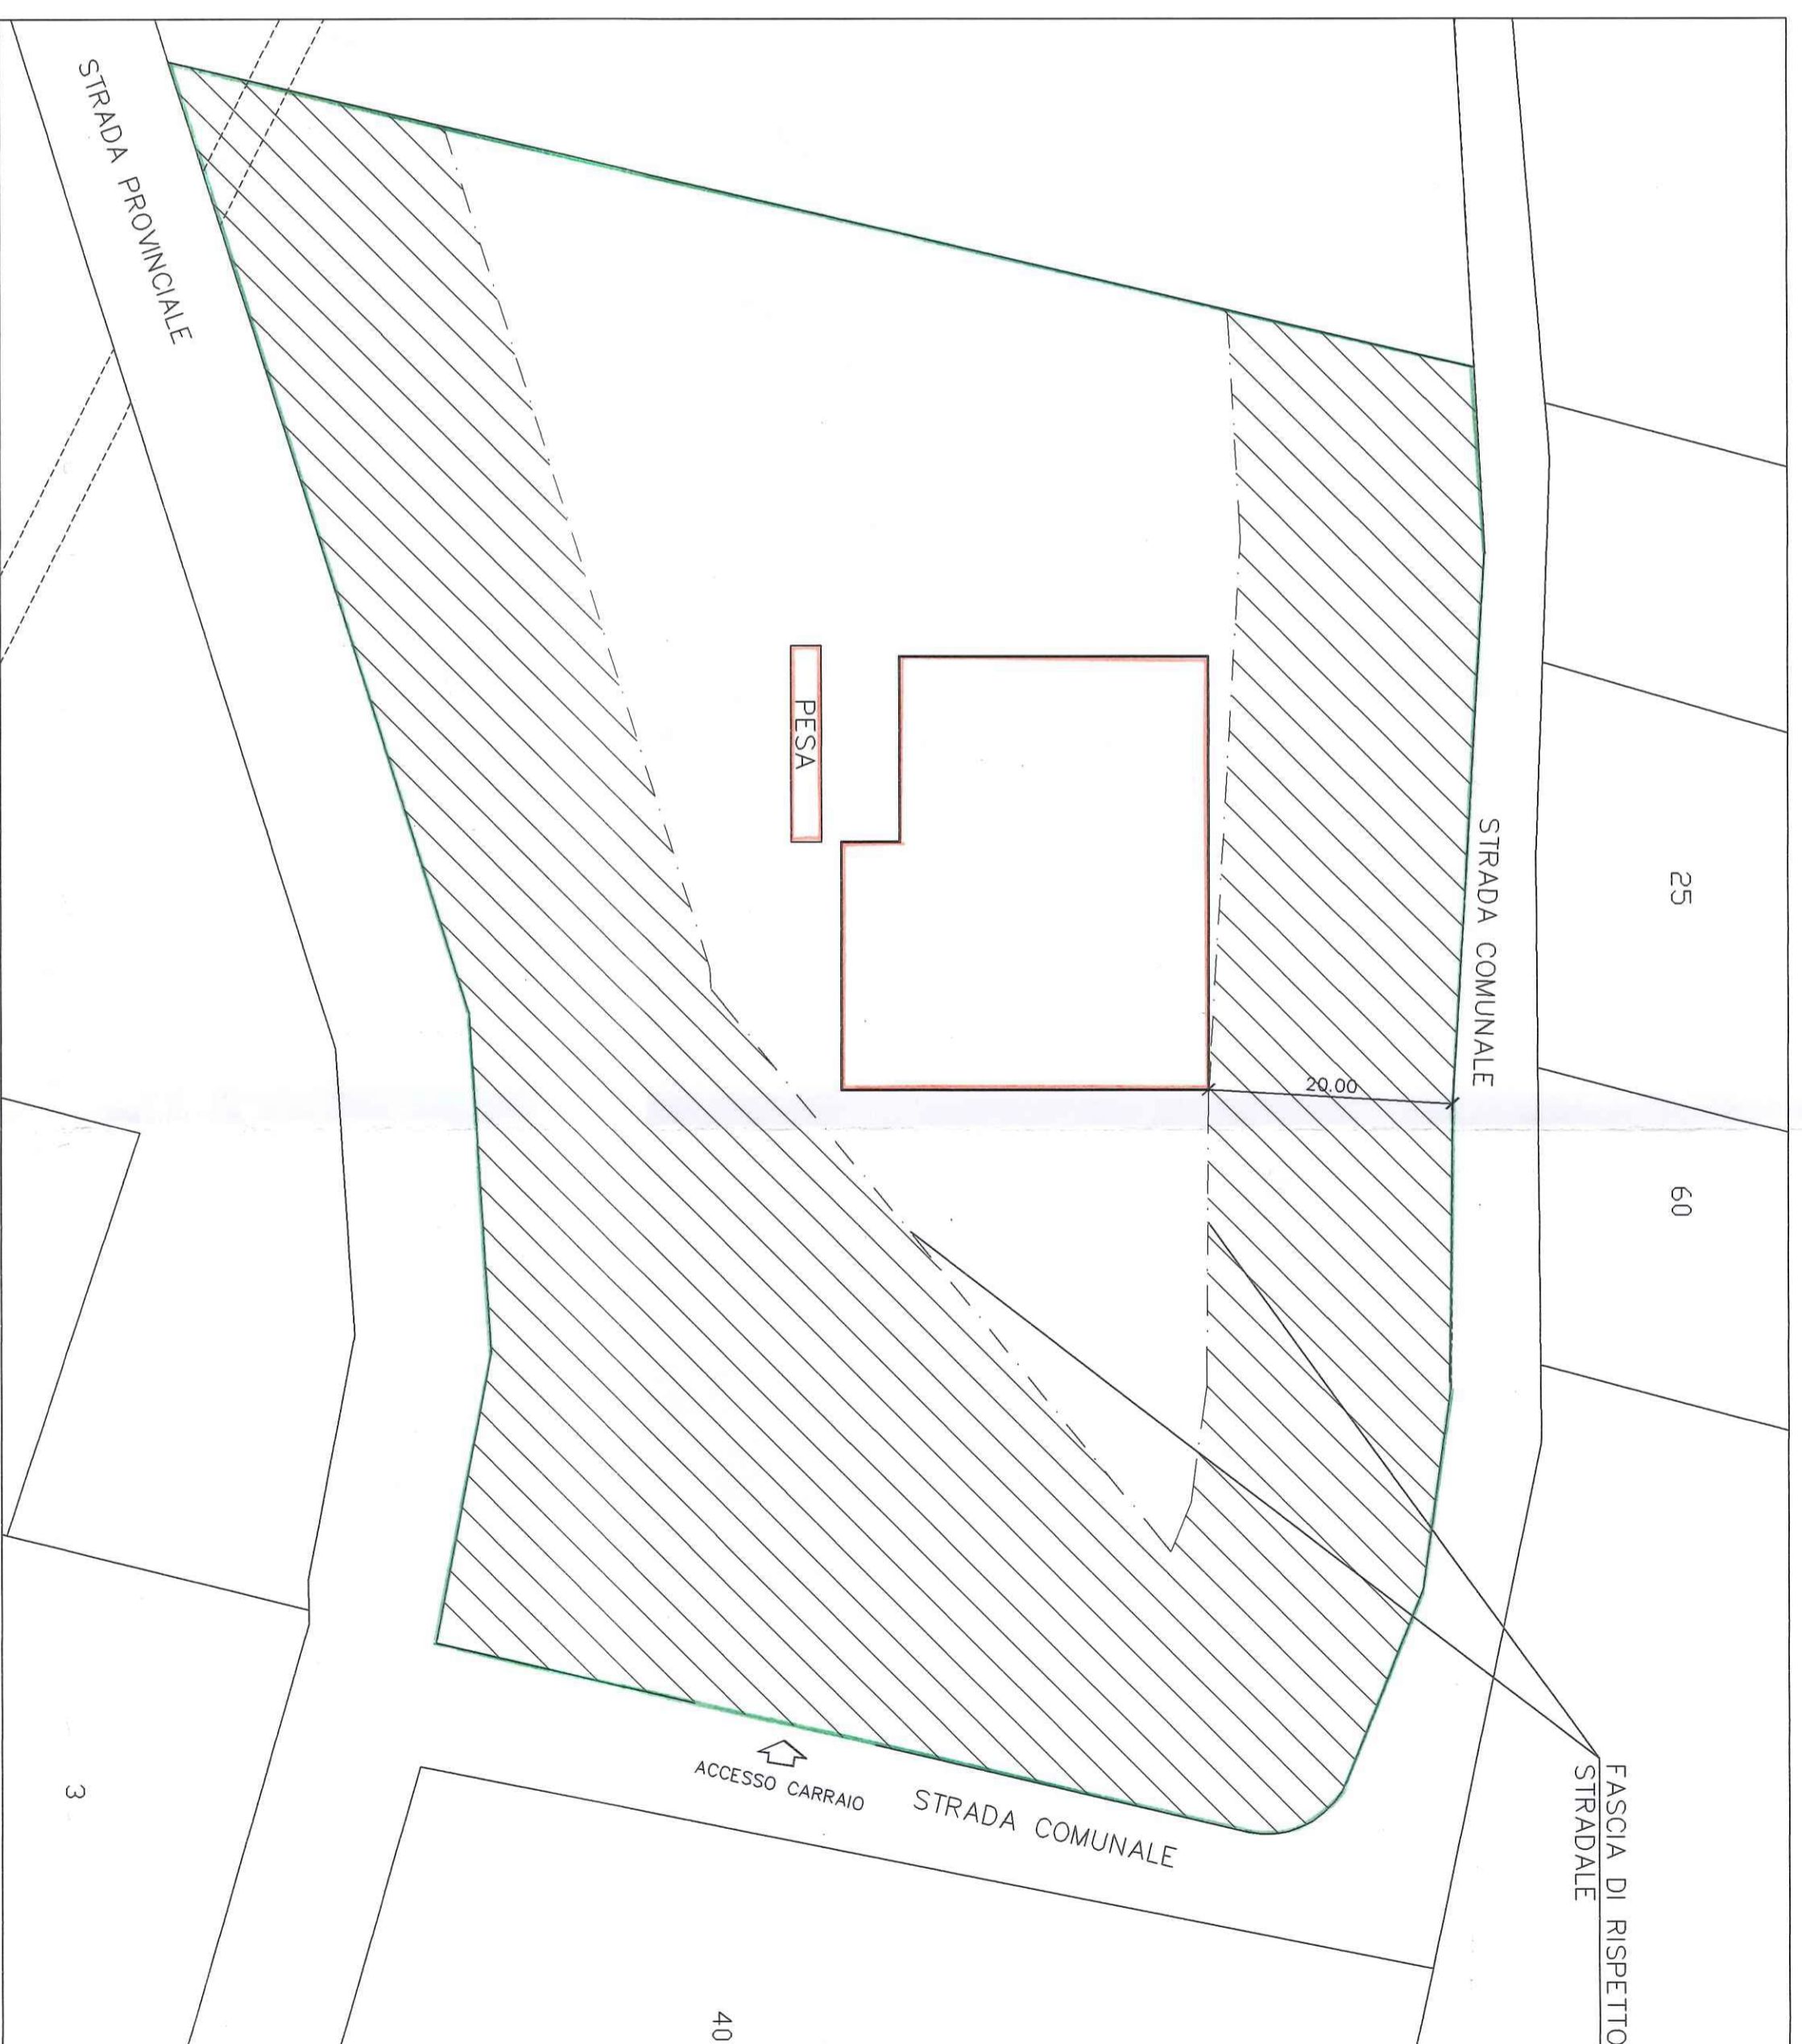 25
60
STRADA COMUNALE
20.00
FASCIA DI RISPETTO
STRADALE
PESA
STRADA COMUNALE
ACCESSO CARRAIO
40
STRADA PROVINCIALE
3